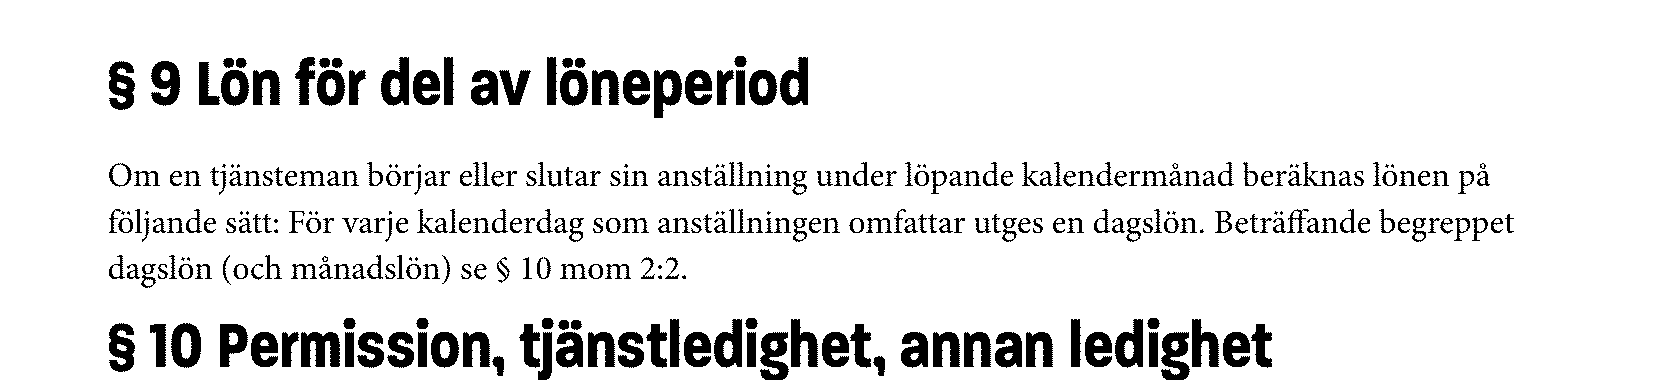 § 9 Lön för del av löneperiod
Om en tjänsteman börjar eller slutar sin anställning under löpande kalendermånad beräknas lönen på
följande sätt: För varje kalenderdag som anställningen omfattar utges en dagslön. Beträffande begreppet
dagslön (och månadslön) se § 10 mom 2:2.
§ 10 Permission, tjänstledighet, annan ledighet